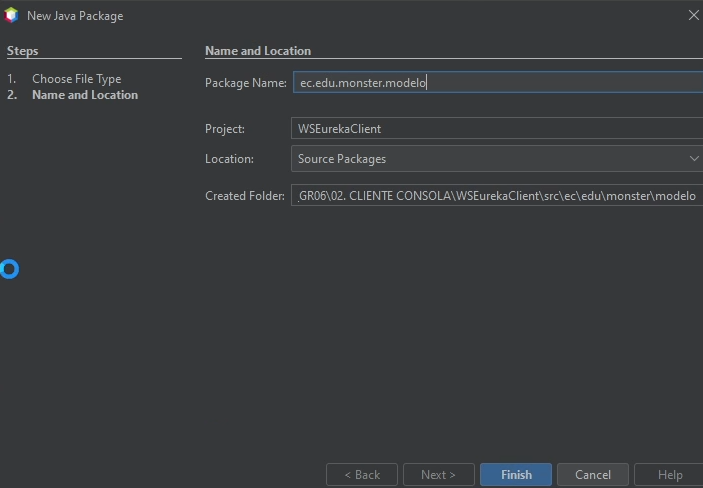 New Java Package
Steps
1. Choose File Type
2. Name and Location
Name and Location
Package Name: ec.edu.monster.modelo
Project: WSEurekaClient
Location: Source Packages
Created Folder: _GR06\02. CLIENTE CONSOLA\WSEurekaClient\src\ec\edu\monster\modelo
< Back
Next >
Finish
Cancel
Help